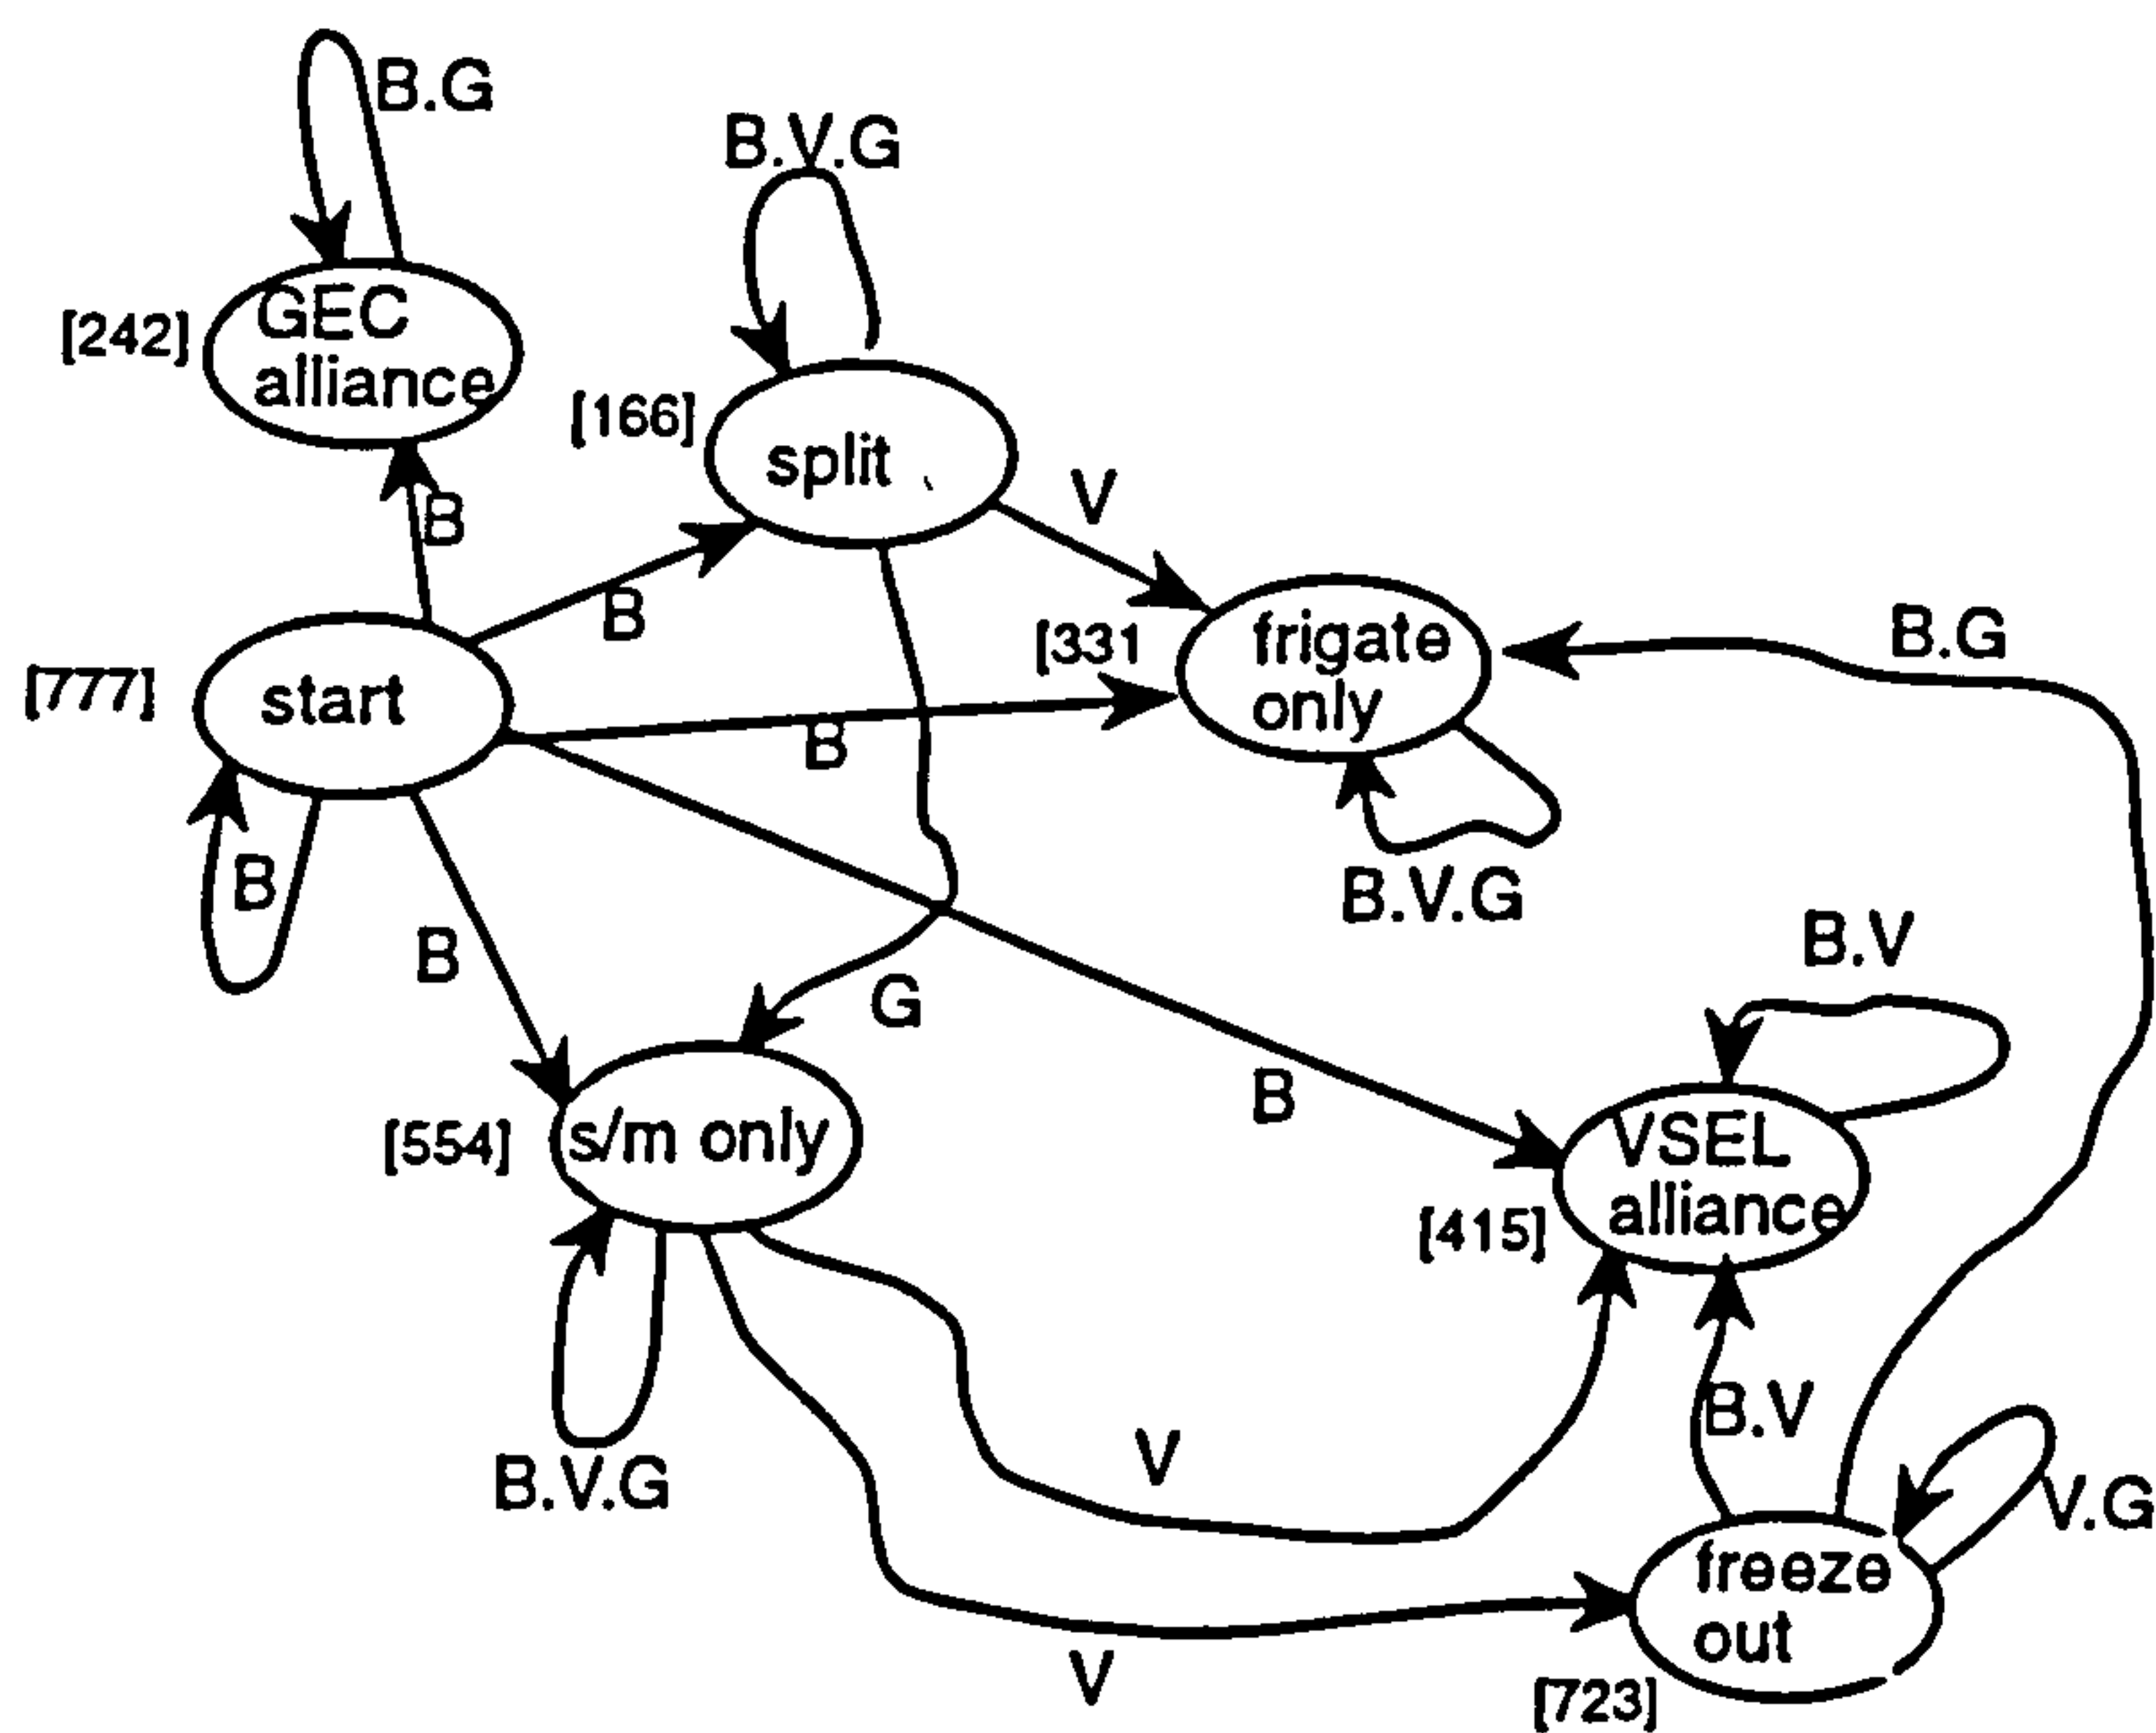 B.G
B.V.G
[242]
GEC
alliance
[166]
split
V
B
B
[331
frigate
only
B.G
[777]
start
B
B
B
B.V.G
B.V
B
G
B
[554]
s/m only
VSEL
alliance
[415]
B.V
V
B.V.G
V.G
freeze
out
V
[723]